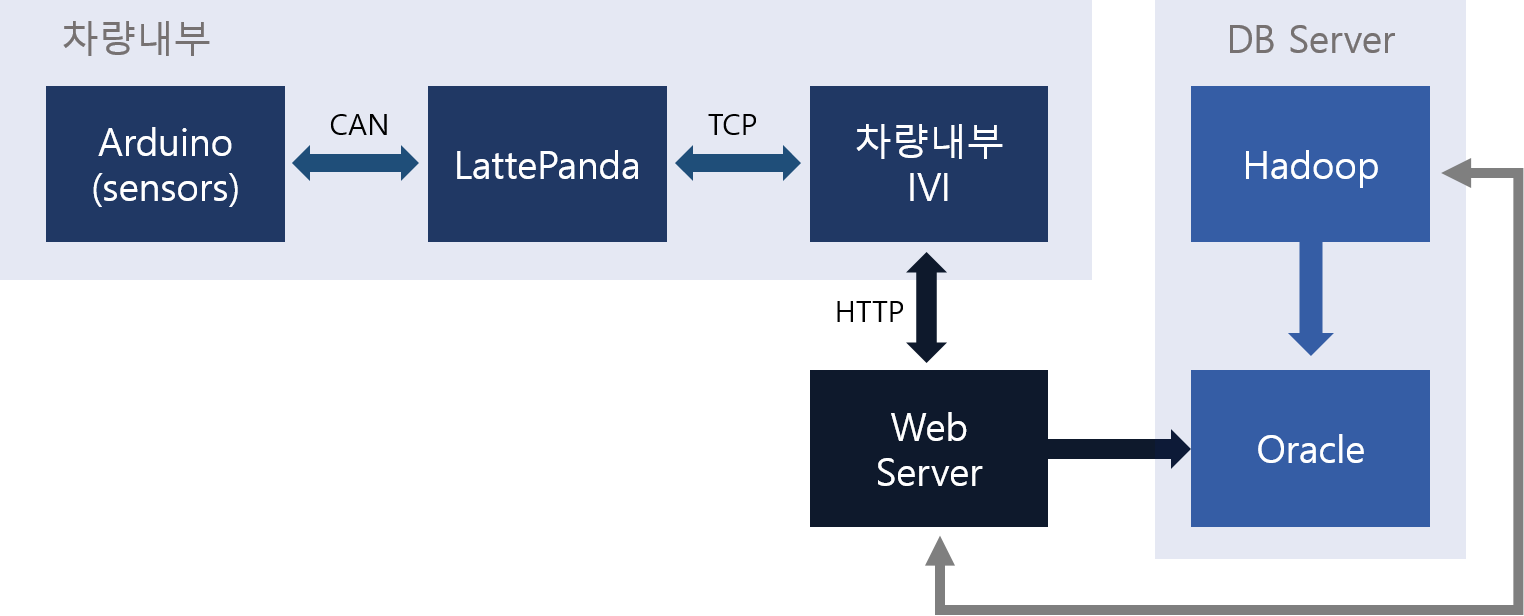 차량내부
DB Server
Arduino
(sensors)
CAN
LattePanda
TCP
차량내부
IVI
Hadoop
HTTP
Web
Server
Oracle